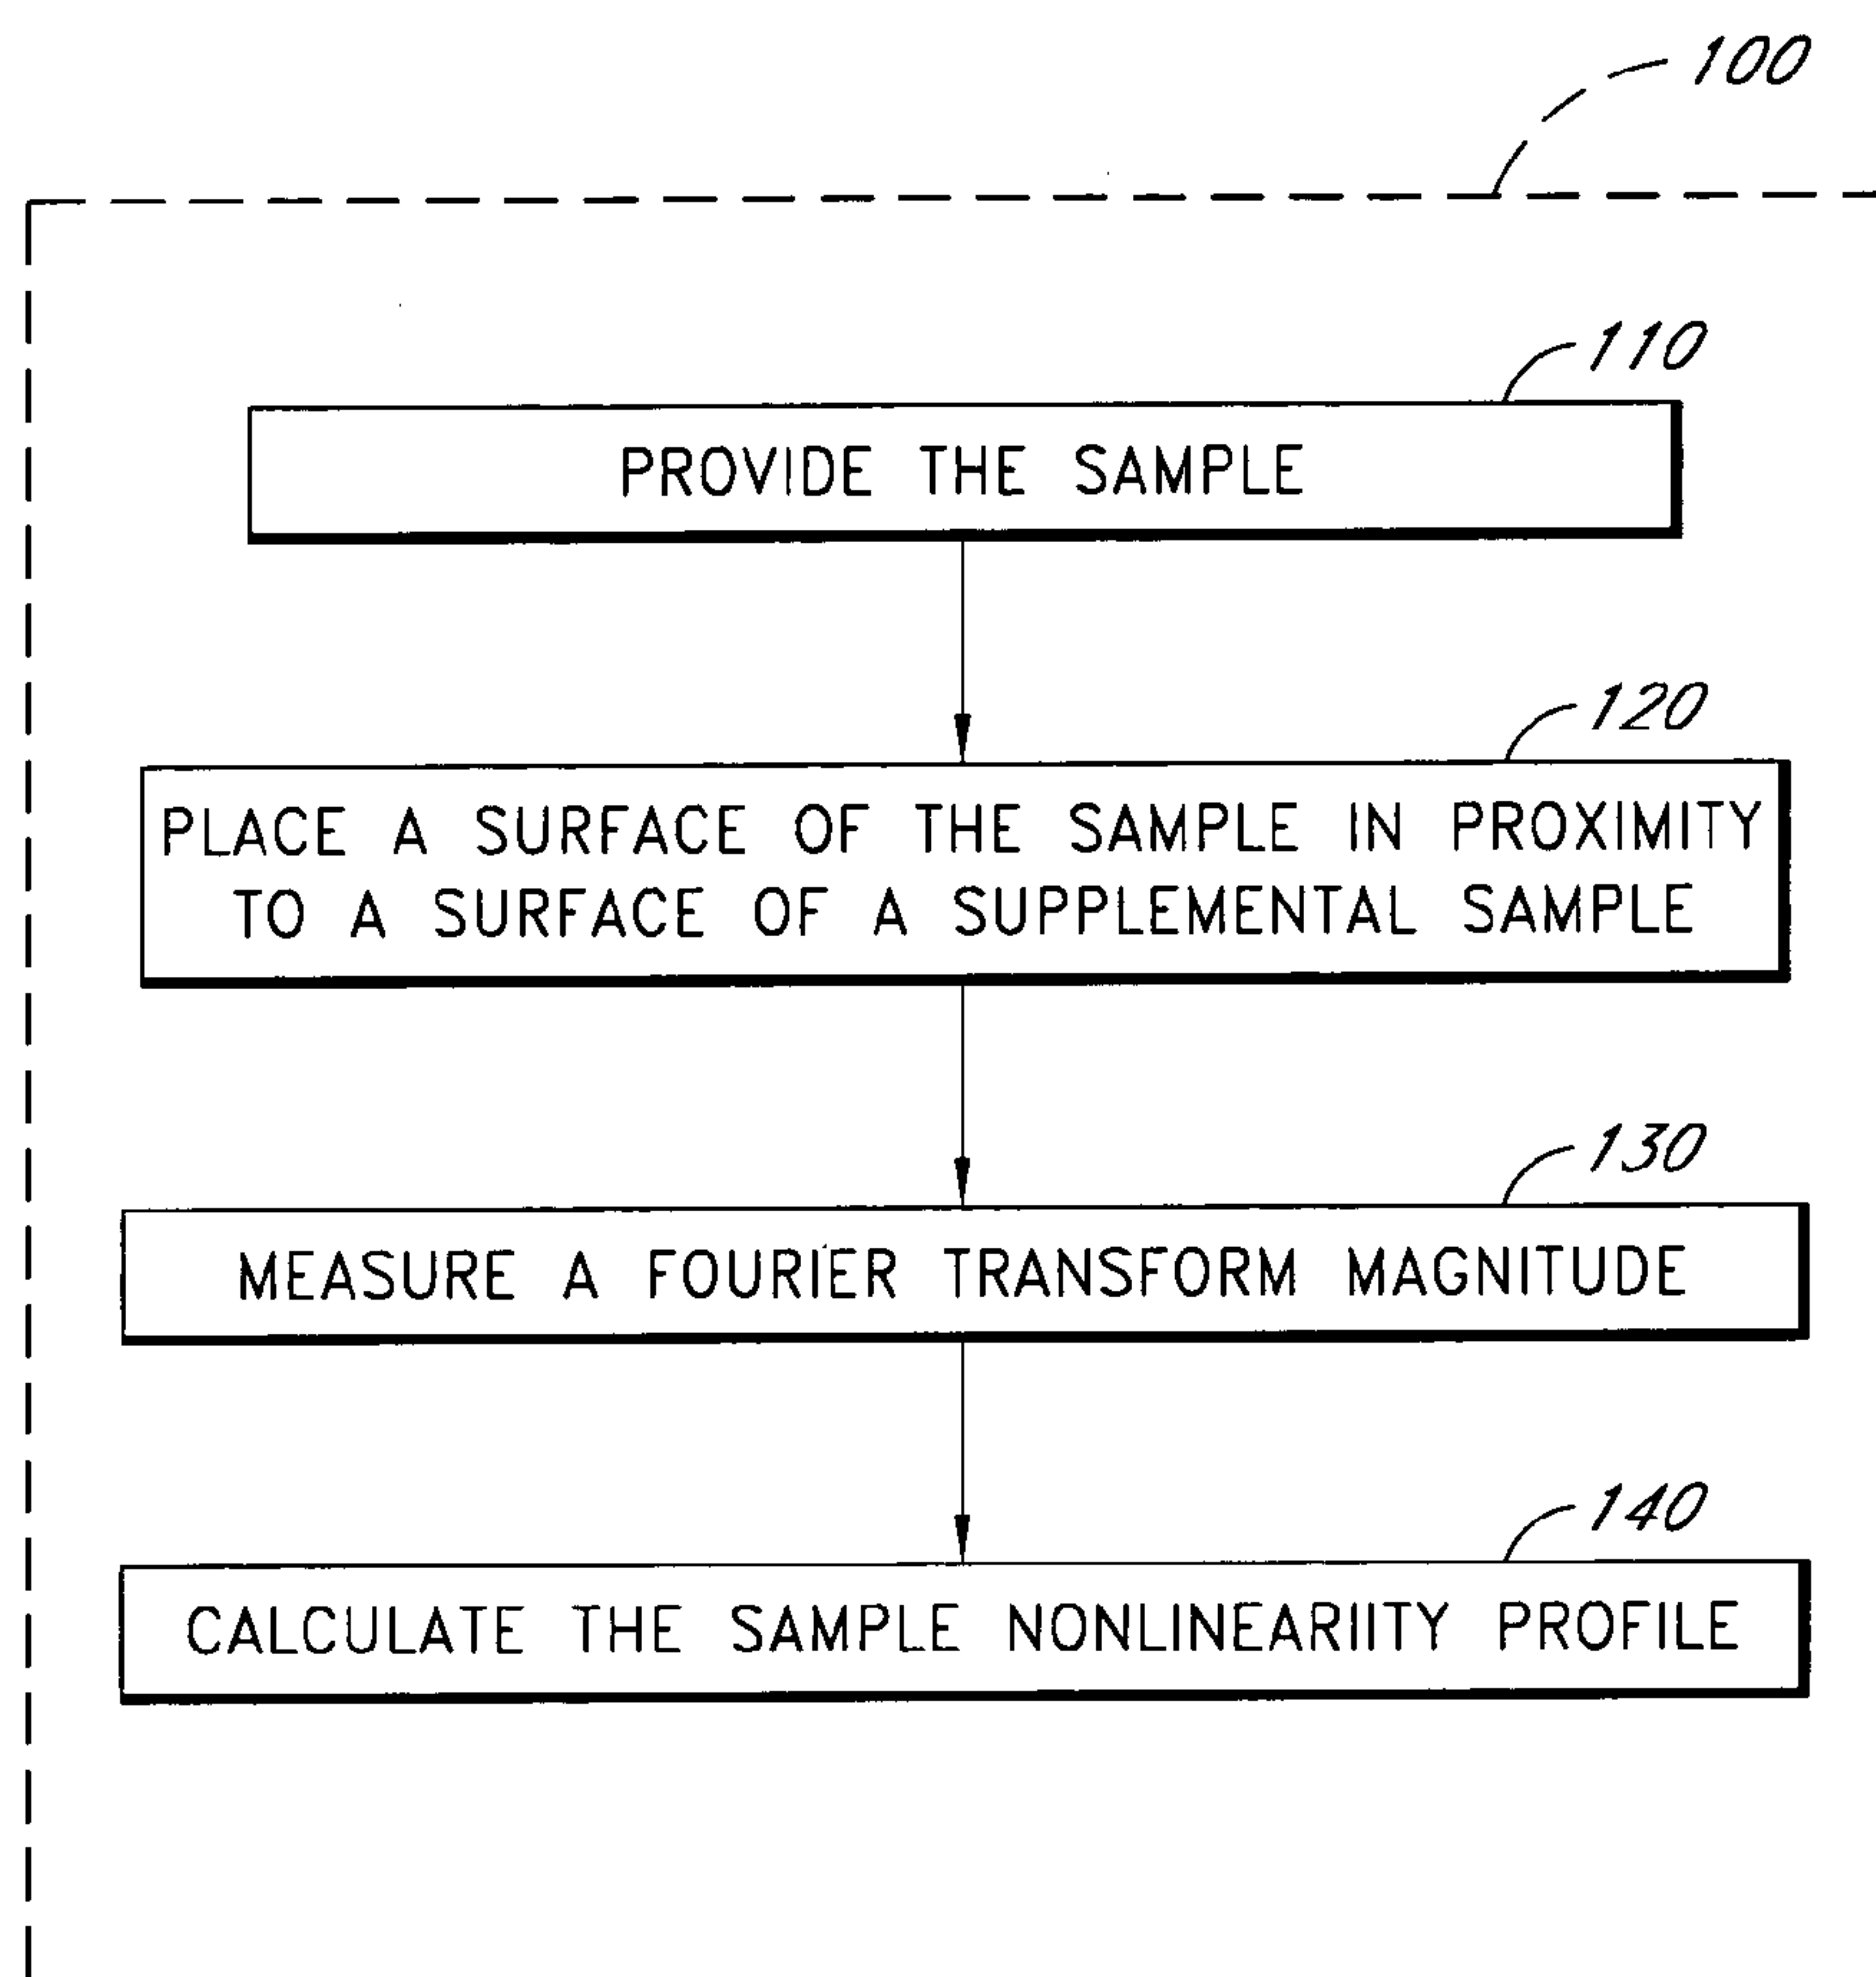 100
110
PROVIDE THE SAMPLE
120
PLACE A SURFACE OF THE SAMPLE IN PROXIMITY
TO A SURFACE OF A SUPPLEMENTAL SAMPLE
130
MEASURE A FOURIER TRANSFORM MAGNITUDE
140
CALCULATE THE SAMPLE NONLINEARIITY PROFILE